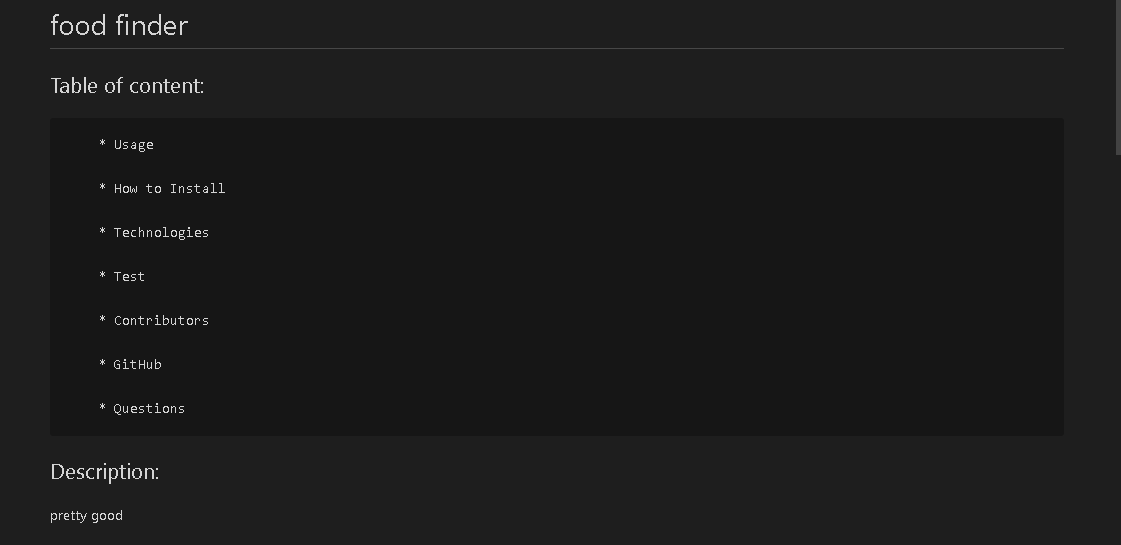 food finder
Table of content:
* Usage
* How to Install
* Technologies
* Test
* Contributors
* GitHub
* Questions
Description:
pretty good